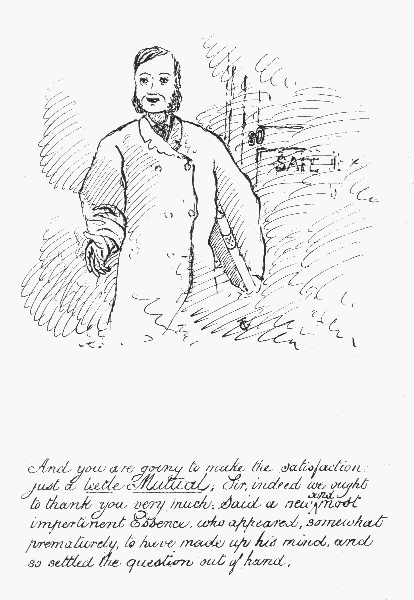 SAFE
And you are going to make the satisfaction
just a leetle Mutual; Sir, indeed we ought
to thank you very much. Said a new and most
impertinent Essence, who appeared, somewhat
prematurely, to have made up his mind, and
so settled the question out of hand.